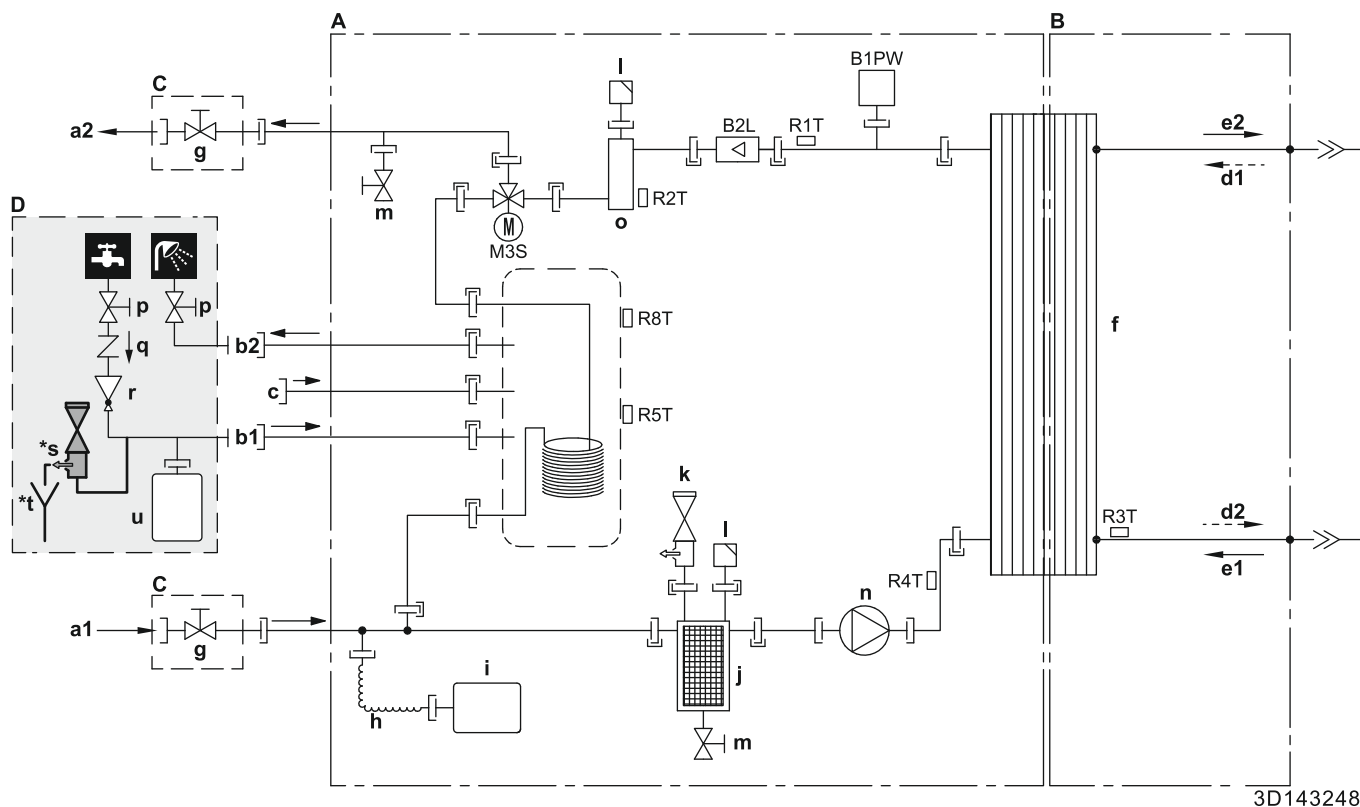 A
B
C
l
B1PW
a2
g
B2L
R1T
e2
d1
m
D
R2T
o
M
M3S
p
p
R8T
f
q
b2
r
c
R5T
b1
*s
*t
u
k
l
R3T
d2
e1
C
R4T
n
a1
g
i
j
h
m
3D143248